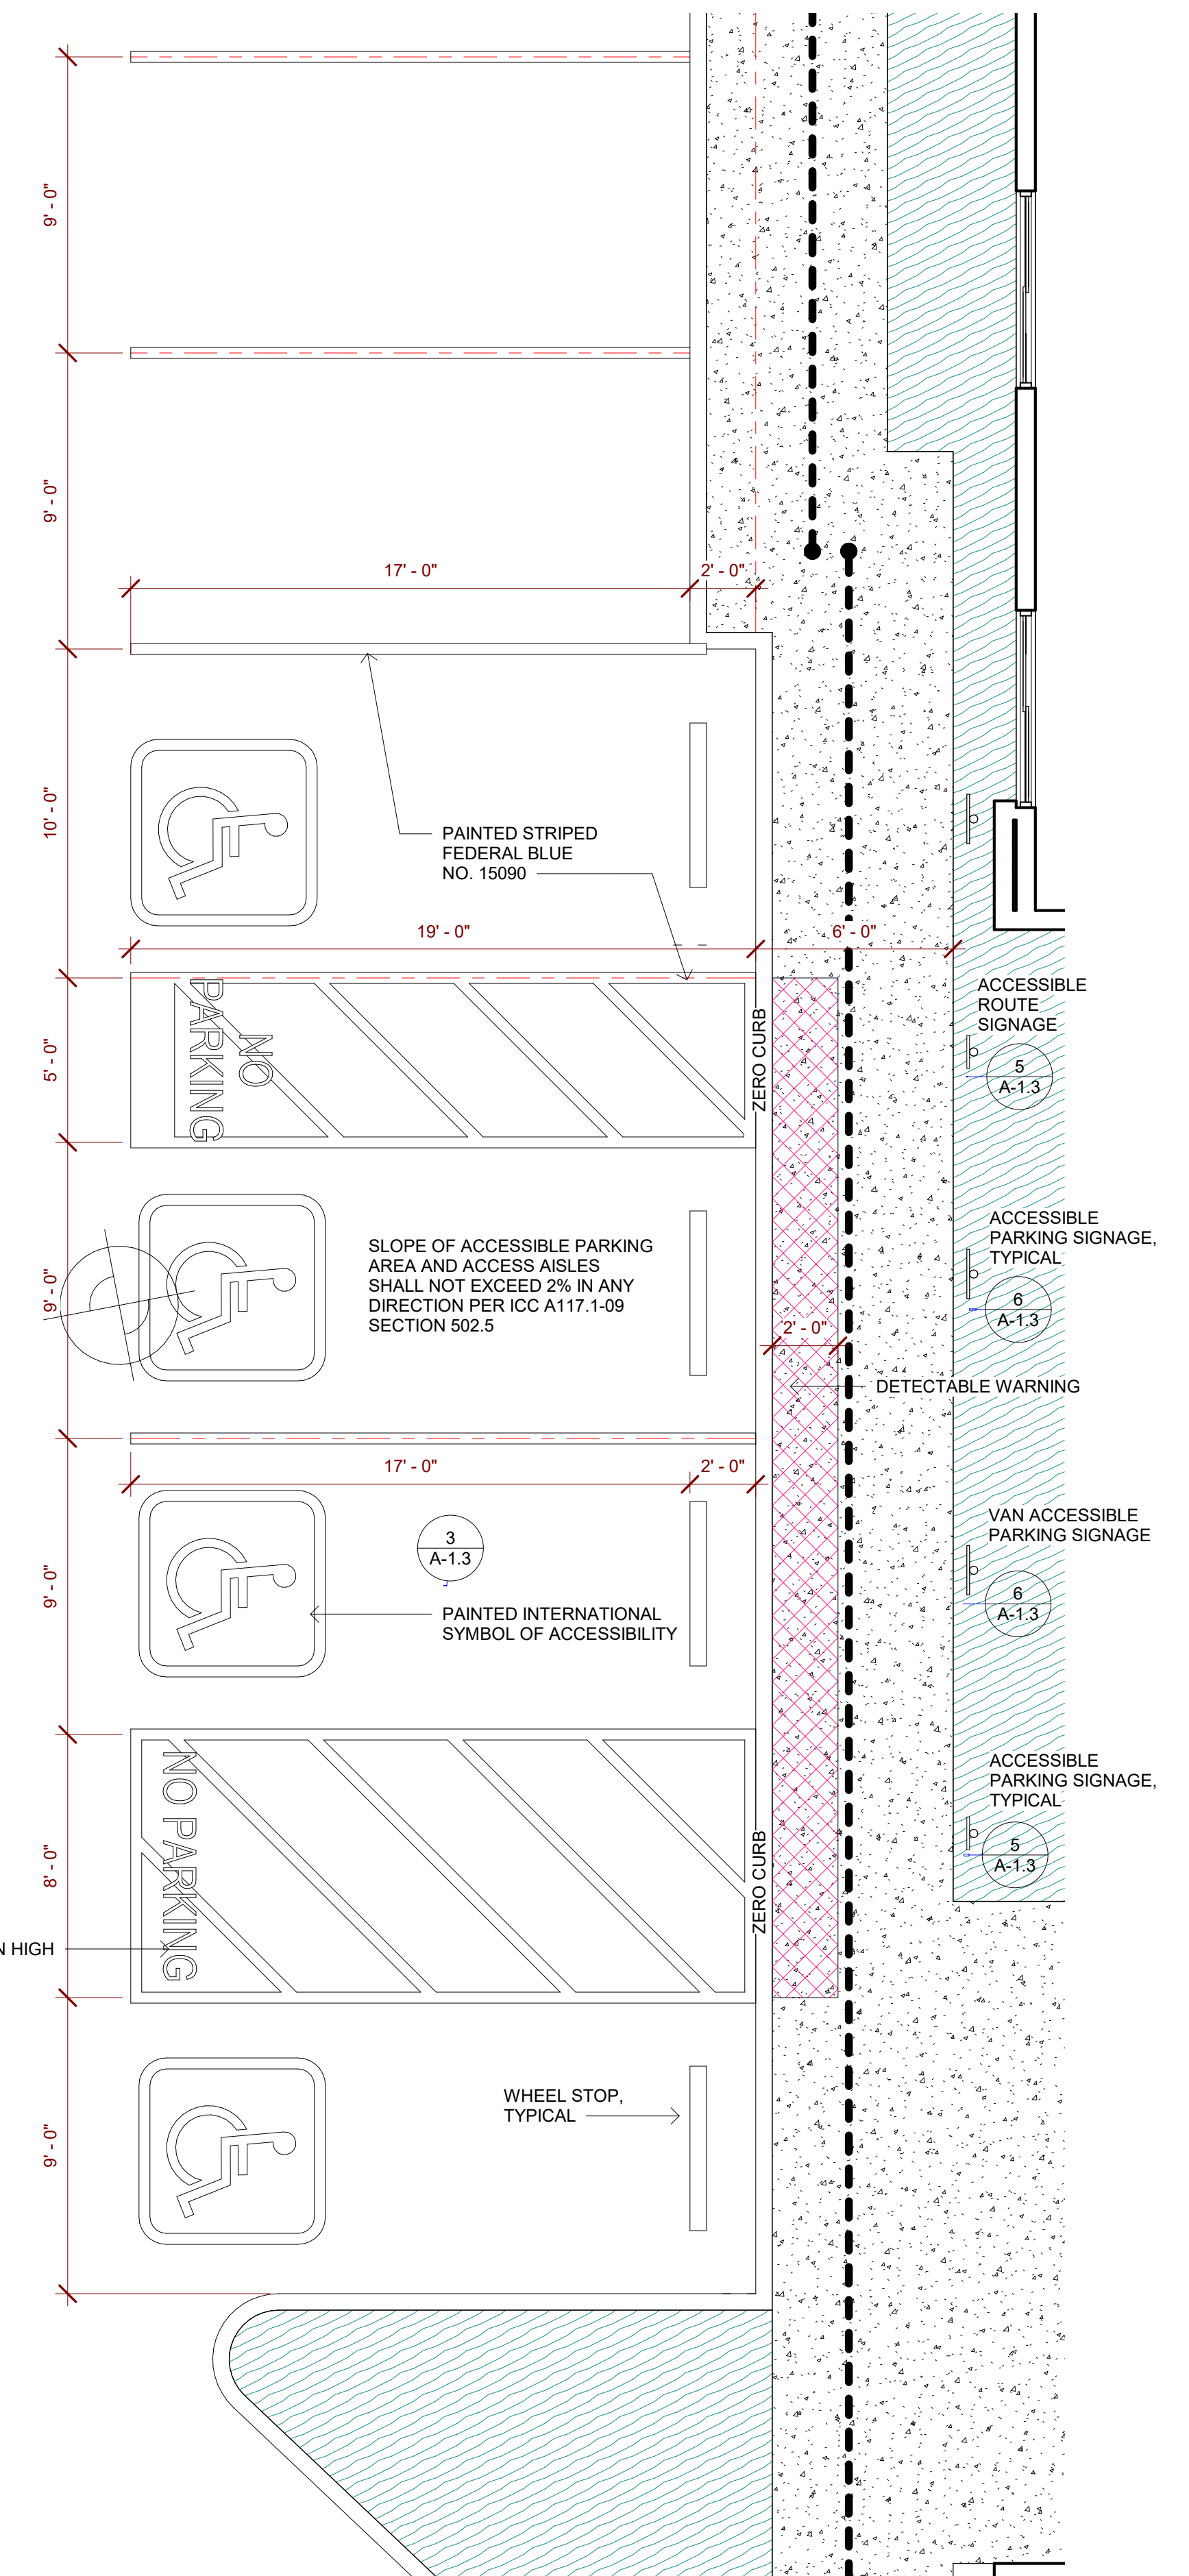 9' - 0"
9' - 0"
17' - 0"
2' - 0"
10' - 0"
PAINTED STRIPED
FEDERAL BLUE
NO. 15090
19' - 0"
6' - 0"
ACCESSIBLE
ROUTE
SIGNAGE
5
A-1.3
5' - 0"
NO
PARKING
ZERO CURB
9' - 0"
SLOPE OF ACCESSIBLE PARKING
AREA AND ACCESS AISLES
SHALL NOT EXCEED 2% IN ANY
DIRECTION PER ICC A117.1-09
SECTION 502.5
ACCESSIBLE
PARKING SIGNAGE,
TYPICAL
6
A-1.3
2' - 0"
DETECTABLE WARNING
17' - 0"
2' - 0"
9' - 0"
3
A-1.3
PAINTED INTERNATIONAL
SYMBOL OF ACCESSIBILITY
VAN ACCESSIBLE
PARKING SIGNAGE
6
A-1.3
8' - 0"
NO PARKING
ZERO CURB
ACCESSIBLE
PARKING SIGNAGE,
TYPICAL
5
A-1.3
N HIGH
9' - 0"
WHEEL STOP,
TYPICAL